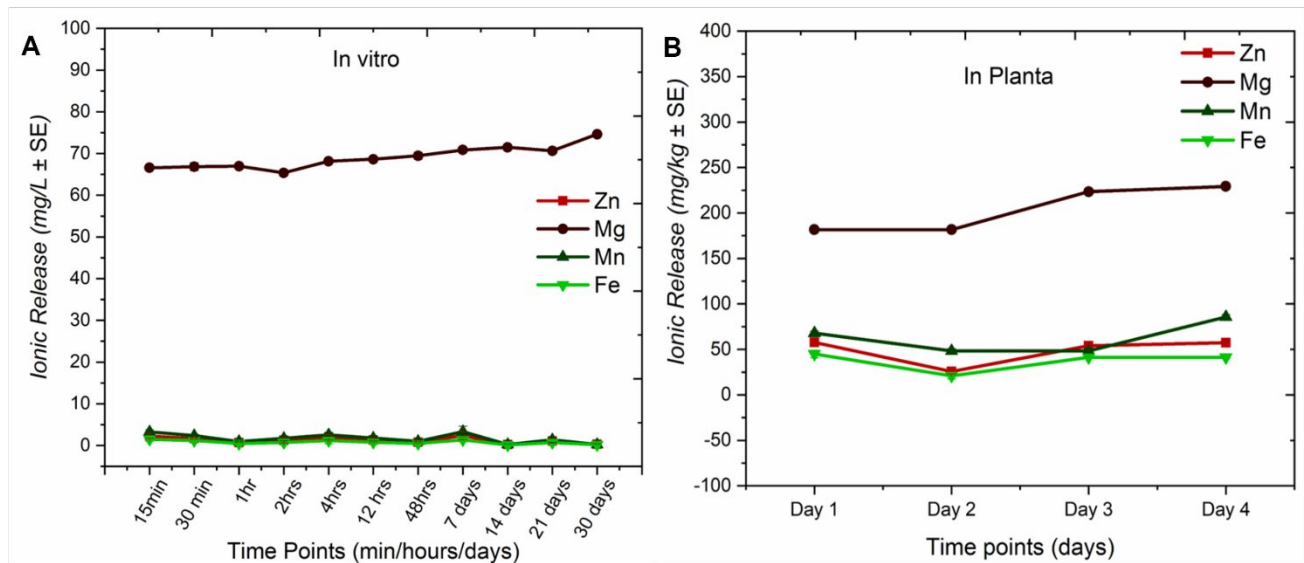 A
In vitro
Ionic Release (mg/L ± SE)
100
90
80
70
60
50
40
30
20
10
0
Zn
Mg
Mn
Fe
15min
30 min
1hr
2hrs
4hrs
12 hrs
48hrs
7 days
14 days
21 days
30 days
Time Points (min/hours/days)
B
In Planta
Ionic Release (mg/kg ± SE)
400
350
300
250
200
150
100
50
0
-50
-100
Zn
Mg
Mn
Fe
Day 1
Day 2
Day 3
Day 4
Time points (days)